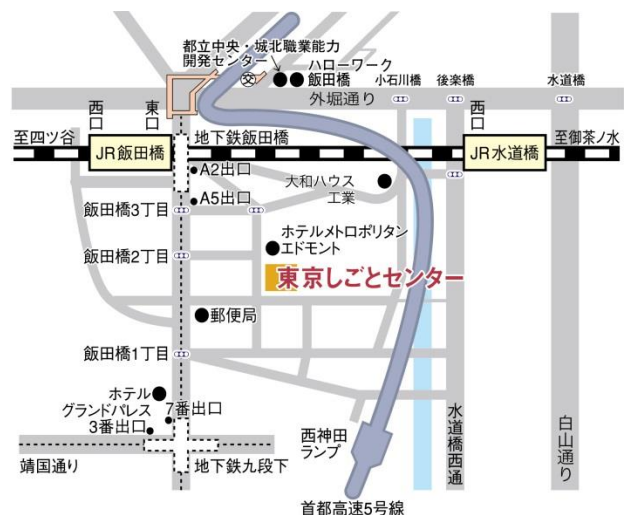 都立中央・城北職業能力
開発センター
ハローワーク
飯田橋
小石川橋
後楽橋
水道橋
外堀通り
西口
東口
地下鉄飯田橋
西口
至四ツ谷
JR飯田橋
JR水道橋
至御茶ノ水
A2出口
大和ハウス
工業
A5出口
飯田橋3丁目
ホテルメトロポリタン
エドモント
飯田橋2丁目
東京しごとセンター
郵便局
飯田橋1丁目
ホテル
グランドパレス
7番出口
3番出口
西神田
ランプ
水道橋西通
白山通り
靖国通り
地下鉄九段下
首都高速5号線